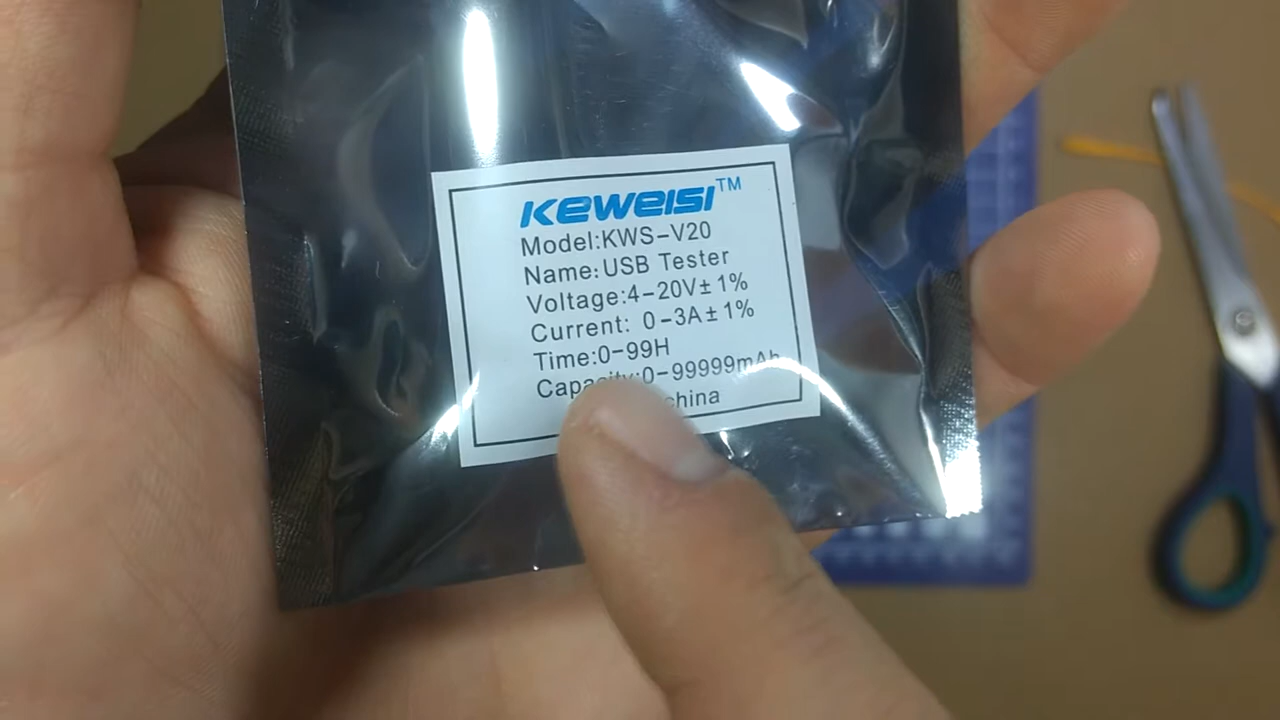 KEWEISI™
Model:KWS-V20
Name:USB Tester
Voltage:4-20V±1%
Current: 0-3A±1%
Time:0-99H
Capacity:0-99999mAh
china